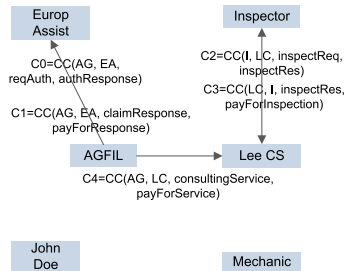 Europ
Assist
Inspector
C0=CC(AG, EA,
reqAuth, authResponse)
C2=CC(I, LC, inspectReq,
inspectRes)
C3=CC(LC, I, inspectRes,
payForInspection)
C1=CC(AG, EA, claimResponse,
payForResponse)
AGFIL
Lee CS
C4=CC(AG, LC, consultingService,
payForService)
John
Doe
Mechanic